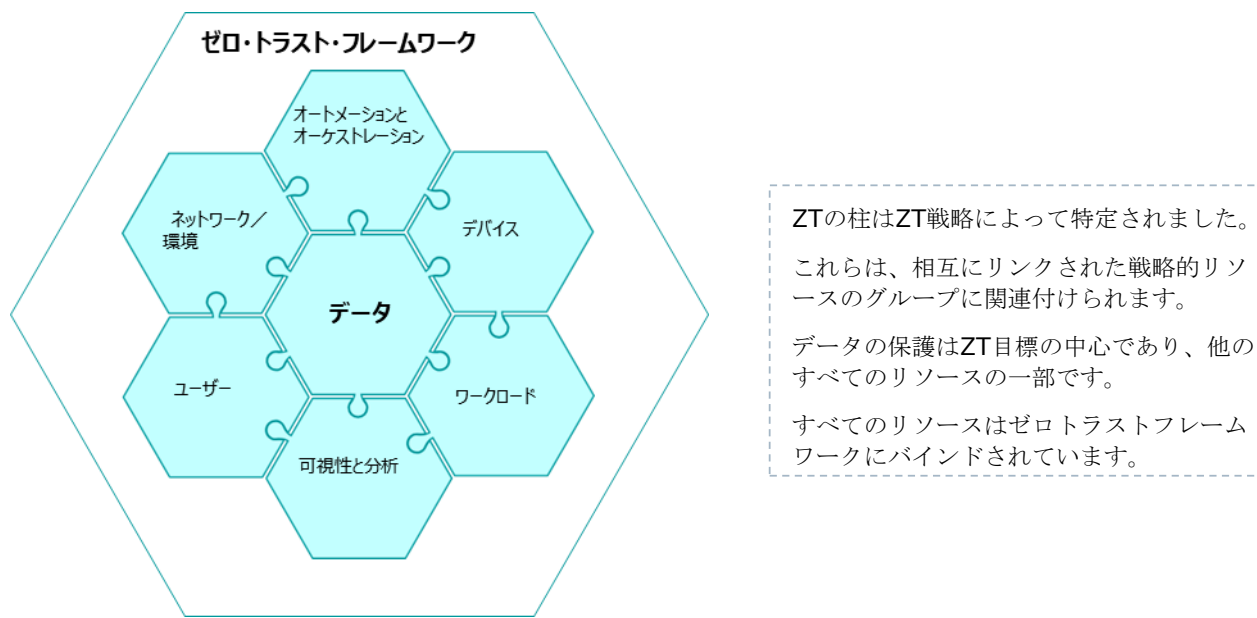 ゼロ・トラスト・フレームワーク
オートメーションと
オーケストレーション
ネットワーク／
環境
デバイス
データ
ユーザー
ワークロード
可視性と分析
ZTの柱はZT戦略によって特定されました。
これらは、相互にリンクされた戦略的リソ
ースのグループに関連付けられます。
データの保護はZT目標の中心であり、他の
すべてのリソースの一部です。
すべてのリソースはゼロトラストフレーム
ワークにバインドされています。